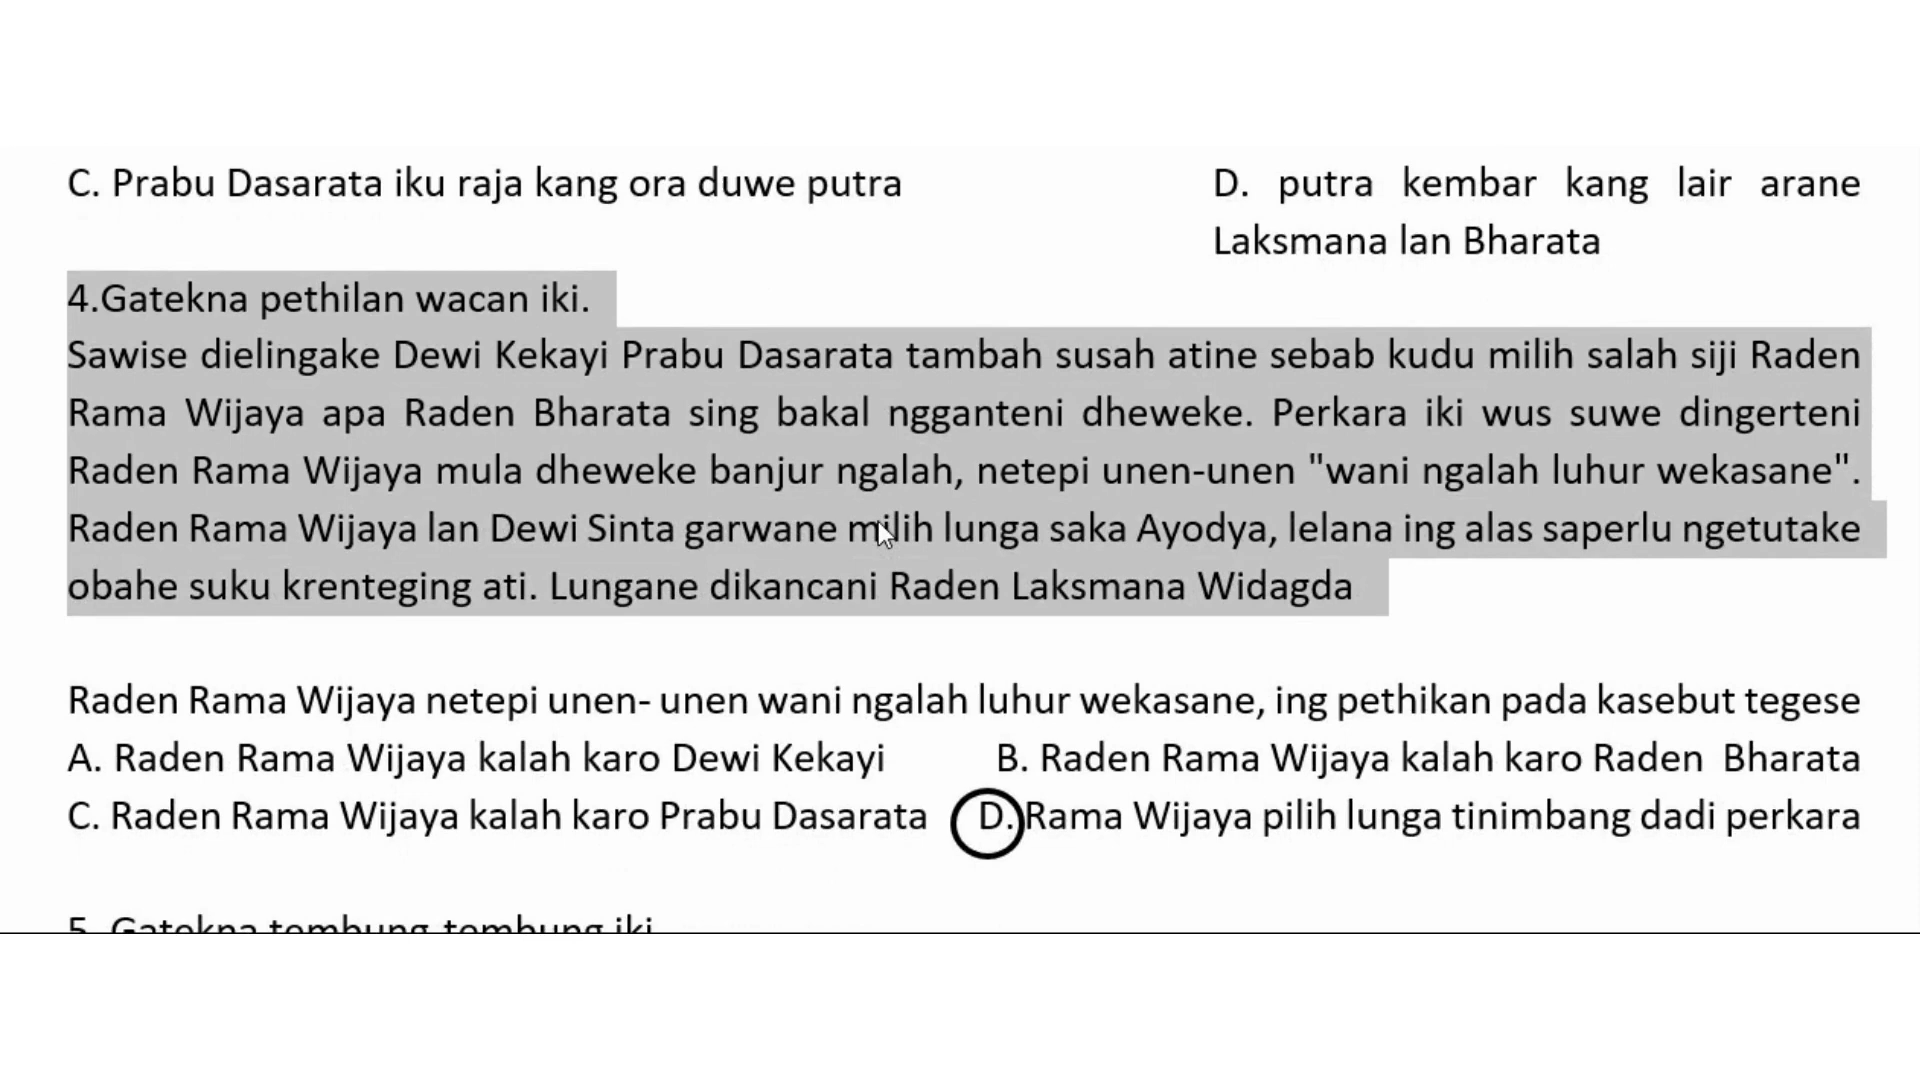 C. Prabu Dasarata iku raja kang ora duwe putra
D. putra kembar kang lair arane
Laksmana lan Bharata
4.Gatekna pethilan wacan iki.
Sawise dielingake Dewi Kekayi Prabu Dasarata tambah susah atine sebab kudu milih salah siji Raden
Rama Wijaya apa Raden Bharata sing bakal ngganteni dheweke. Perkara iki wus suwe dingerteni
Raden Rama Wijaya mula dheweke banjur ngalah, netepi unen-unen "wani ngalah luhur wekasane".
Raden Rama Wijaya lan Dewi Sinta garwane milih lunga saka Ayodya, lelana ing alas saperlu ngetutake
obahe suku krenteging ati. Lungane dikancani Raden Laksmana Widagda
Raden Rama Wijaya netepi unen- unen wani ngalah luhur wekasane, ing pethikan pada kasebut tegese
A. Raden Rama Wijaya kalah karo Dewi Kekayi
B. Raden Rama Wijaya kalah karo Raden Bharata
C. Raden Rama Wijaya kalah karo Prabu Dasarata
D. Rama Wijaya pilih lunga tinimbang dadi perkara
5. Gatekna tembung-tembung iki